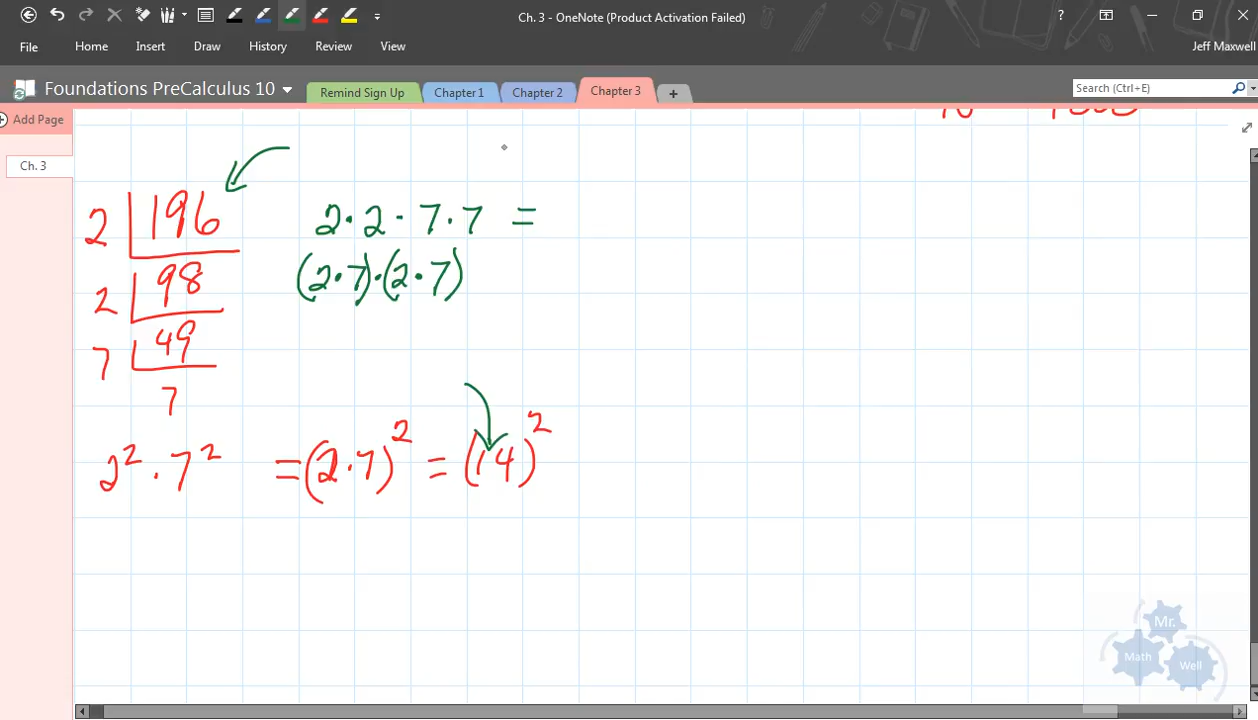 Ch. 3 - OneNote (Product Activation Failed)
?
File Home Insert Draw History Review View
Jeff Maxwell
Foundations PreCalculus 10
Remind Sign Up
Chapter 1
Chapter 2
Chapter 3
+
Search (Ctrl+E)
Add Page
Ch. 3
2 196
2 98
7 49
7
2 · 2 · 7 · 7 =
(2 · 7) · (2 · 7)
2² · 7² = (2 · 7)² = (14)²
Mr.
Math
Well